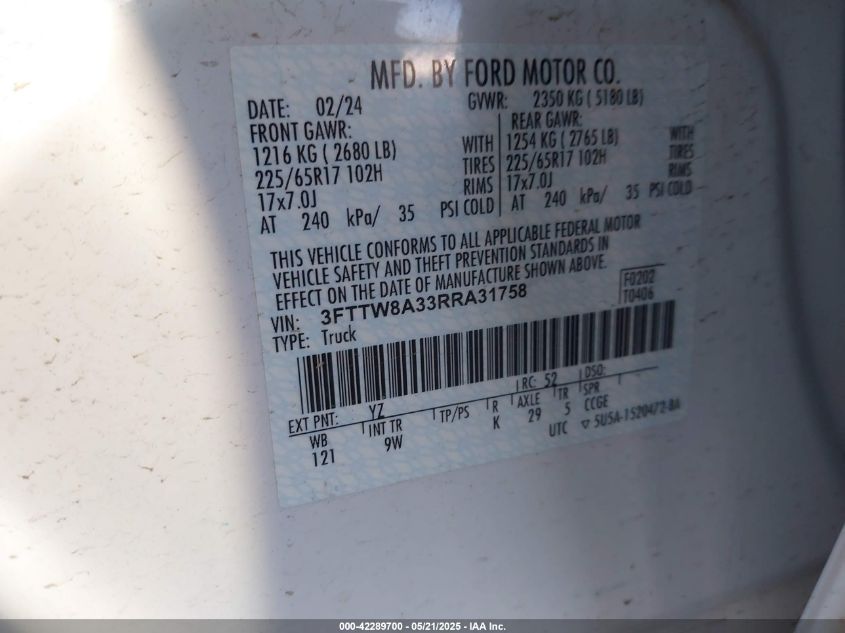 MFD. BY FORD MOTOR CO.
DATE: 02/24 GVWR: 2350 KG ( 5180 LB)
FRONT GAWR: REAR GAWR:
1216 KG ( 2680 LB) WITH 1254 KG ( 2765 LB) WITH
225/65R17 102H TIRES 225/65R17 102H TIRES
17x7.0J RIMS 17x7.0J RIMS
AT 240 kPa/ 35 PSI COLD AT 240 kPa/ 35 PSI COLD
THIS VEHICLE CONFORMS TO ALL APPLICABLE FEDERAL MOTOR
VEHICLE SAFETY AND THEFT PREVENTION STANDARDS IN
EFFECT ON THE DATE OF MANUFACTURE SHOWN ABOVE.
VIN: 3FTTW8A33RRA31758 F0202
TYPE: Truck T0406
EXT PNT: YZ RC: 52 DSO:
WB INT TR TP/PS R AXLE TR SPR
121 9W K 29 5 CCGE
UTC ▽ 5U5A-1520472-BA
000-42289700 - 05/21/2025 - IAA Inc.